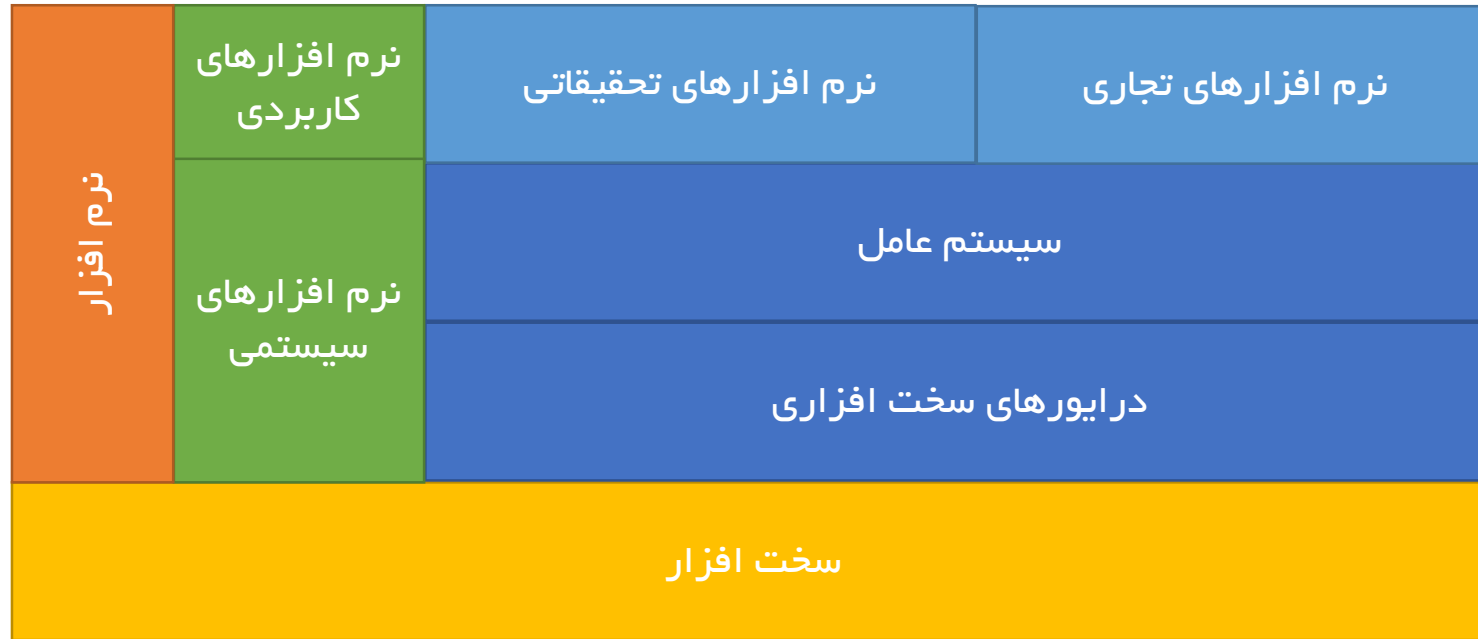 نرم افزارهای تجاری
نرم افزارهای تحقیقاتی
نرم افزارهای
کاربردی
نرم افزار
سیستم عامل
نرم افزارهای
سیستمی
درایورهای سخت افزاری
سخت افزار